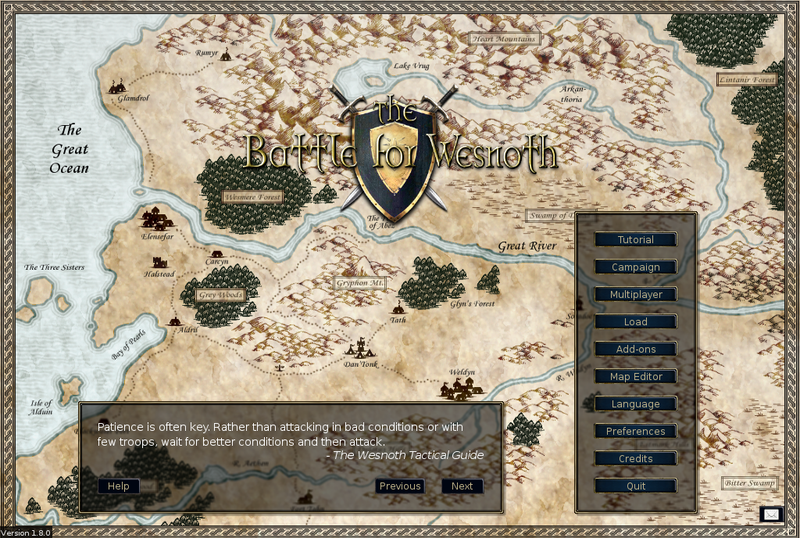 Heart Mountains
Rumyr
Lake Vrug
Lintanir Forest
Glamdrol
Arkan-
thoria
The
Great
Ocean
the
Battle for Wesnoth
Wesmere Forest
The
of Abez
Swamp of
Elensefar
Great River
Carcyn
Halstead
The Three Sisters
Grey Woods
Gryphon Mt.
Glyn's Forest
Tath
Aldril
Bay of Pearls
Dan'Tonk
Weldyn
Isle of
Alduin
Tutorial
Campaign
Multiplayer
Load
Add-ons
Map Editor
Language
Preferences
Credits
Quit
Patience is often key. Rather than attacking in bad conditions or with
few troops, wait for better conditions and then attack.
- The Wesnoth Tactical Guide
Help
Previous
Next
Bitter Swamp
Version 1.8.0